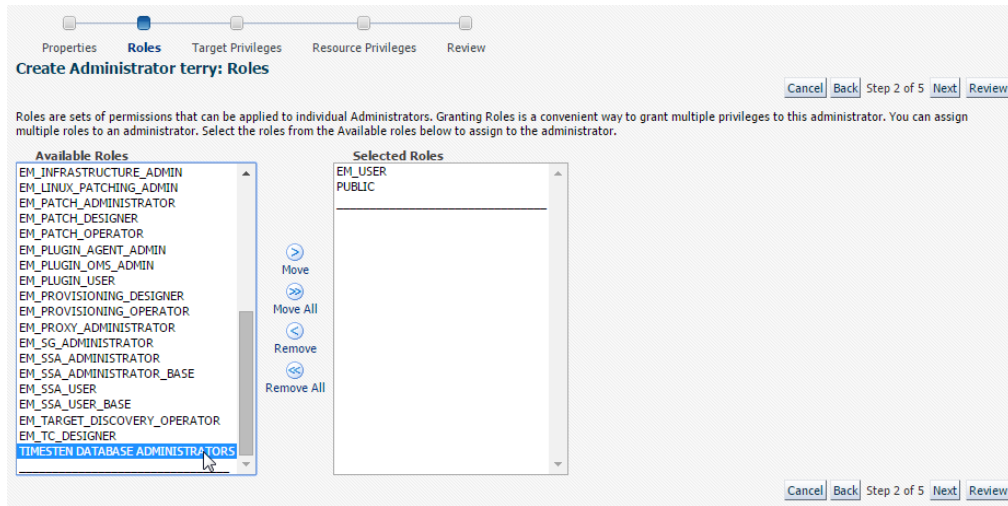 Properties Roles Target Privileges Resource Privileges Review
Create Administrator terry: Roles
Cancel Back Step 2 of 5 Next Review
Roles are sets of permissions that can be applied to individual Administrators. Granting Roles is a convenient way to grant multiple privileges to this administrator. You can assign
multiple roles to an administrator. Select the roles from the Available roles below to assign to the administrator.
Available Roles
EM_INFRASTRUCTURE_ADMIN
EM_LINUX_PATCHING_ADMIN
EM_PATCH_ADMINISTRATOR
EM_PATCH_DESIGNER
EM_PATCH_OPERATOR
EM_PLUGIN_AGENT_ADMIN
EM_PLUGIN_OMS_ADMIN
EM_PLUGIN_USER
EM_PROVISIONING_DESIGNER
EM_PROVISIONING_OPERATOR
EM_PROXY_ADMINISTRATOR
EM_SG_ADMINISTRATOR
EM_SSA_ADMINISTRATOR
EM_SSA_ADMINISTRATOR_BASE
EM_SSA_USER
EM_SSA_USER_BASE
EM_TARGET_DISCOVERY_OPERATOR
EM_TC_DESIGNER
TIMESTEN DATABASE ADMINISTRATORS
Move
Move All
Remove
Remove All
Selected Roles
EM_USER
PUBLIC
Cancel Back Step 2 of 5 Next Review